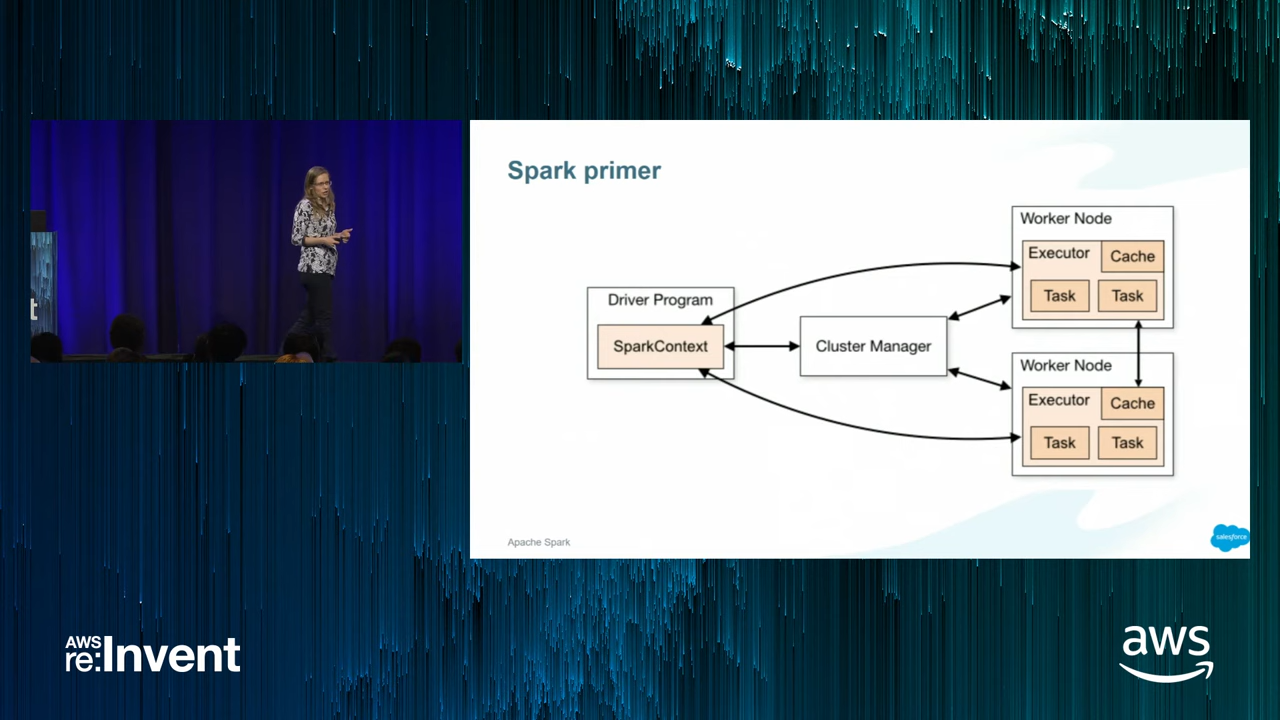 Spark primer
Driver Program
SparkContext
Cluster Manager
Worker Node
Executor
Cache
Task
Task
Worker Node
Executor
Cache
Task
Task
Apache Spark
salesforce
t
AWS
re:Invent
aws